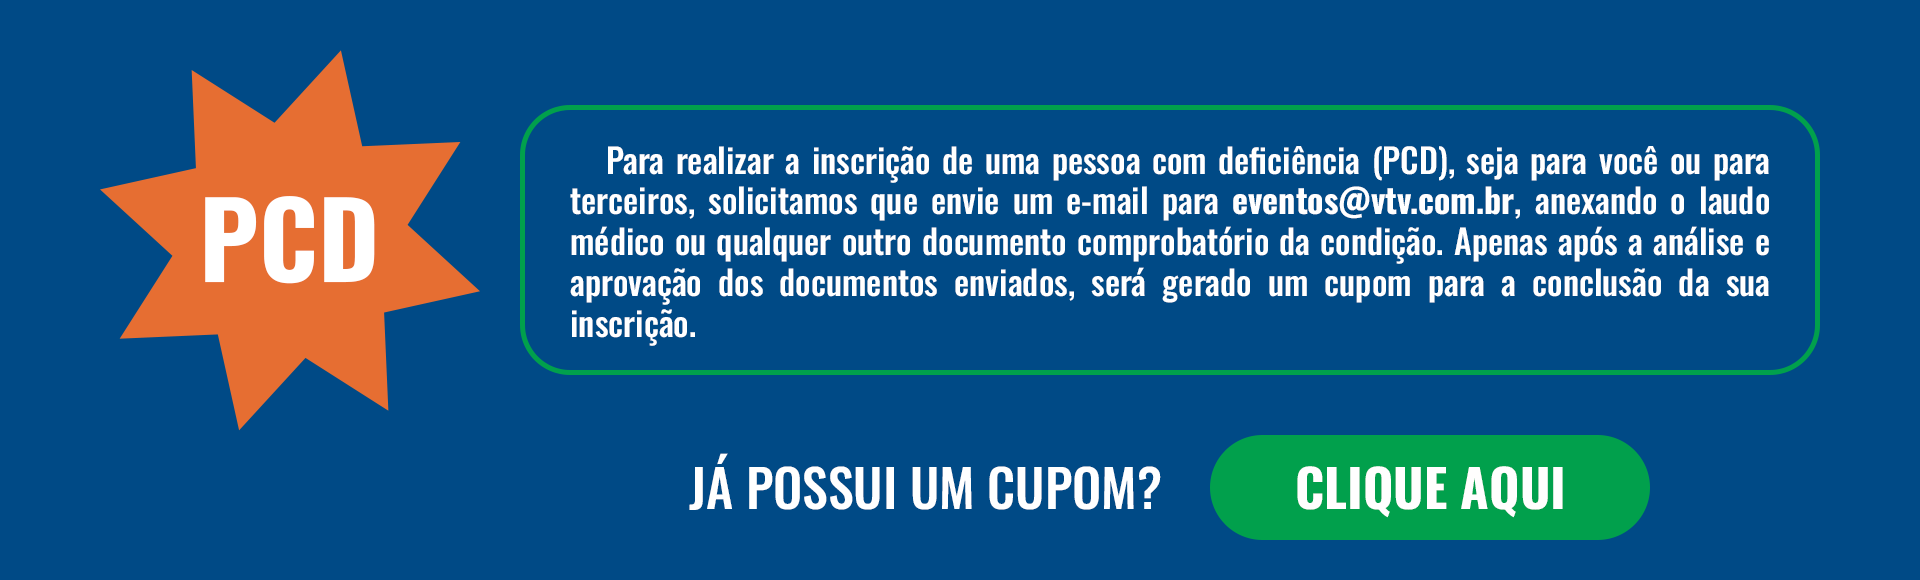 PCD
Para realizar a inscrição de uma pessoa com deficiência (PCD), seja para você ou para
terceiros, solicitamos que envie um e-mail para eventos@vtv.com.br, anexando o laudo
médico ou qualquer outro documento comprobatório da condição. Apenas após a análise e
aprovação dos documentos enviados, será gerado um cupom para a conclusão da sua
inscrição.
JÁ POSSUI UM CUPOM?
CLIQUE AQUI